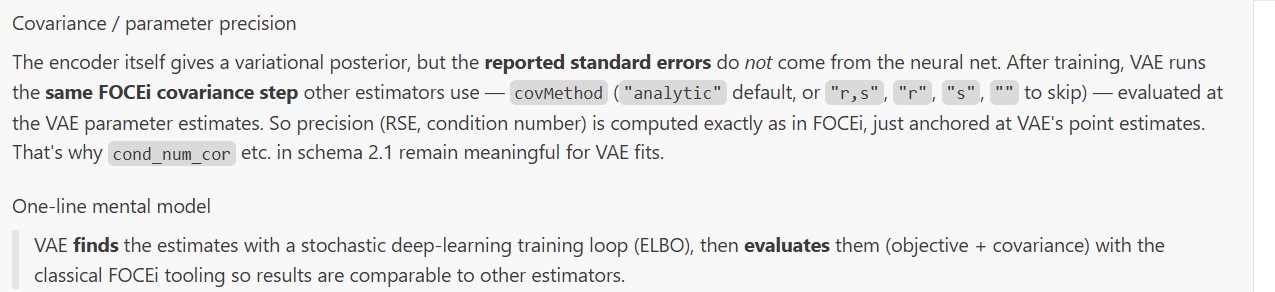 Covariance / parameter precision
The encoder itself gives a variational posterior, but the reported standard errors do not come from the neural net. After training, VAE runs
the same FOCEi covariance step other estimators use — covMethod ("analytic" default, or "r,s", "r", "s", "" to skip) — evaluated at
the VAE parameter estimates. So precision (RSE, condition number) is computed exactly as in FOCEi, just anchored at VAE's point estimates.
That's why cond_num_cor etc. in schema 2.1 remain meaningful for VAE fits.
One-line mental model
VAE finds the estimates with a stochastic deep-learning training loop (ELBO), then evaluates them (objective + covariance) with the
classical FOCEi tooling so results are comparable to other estimators.